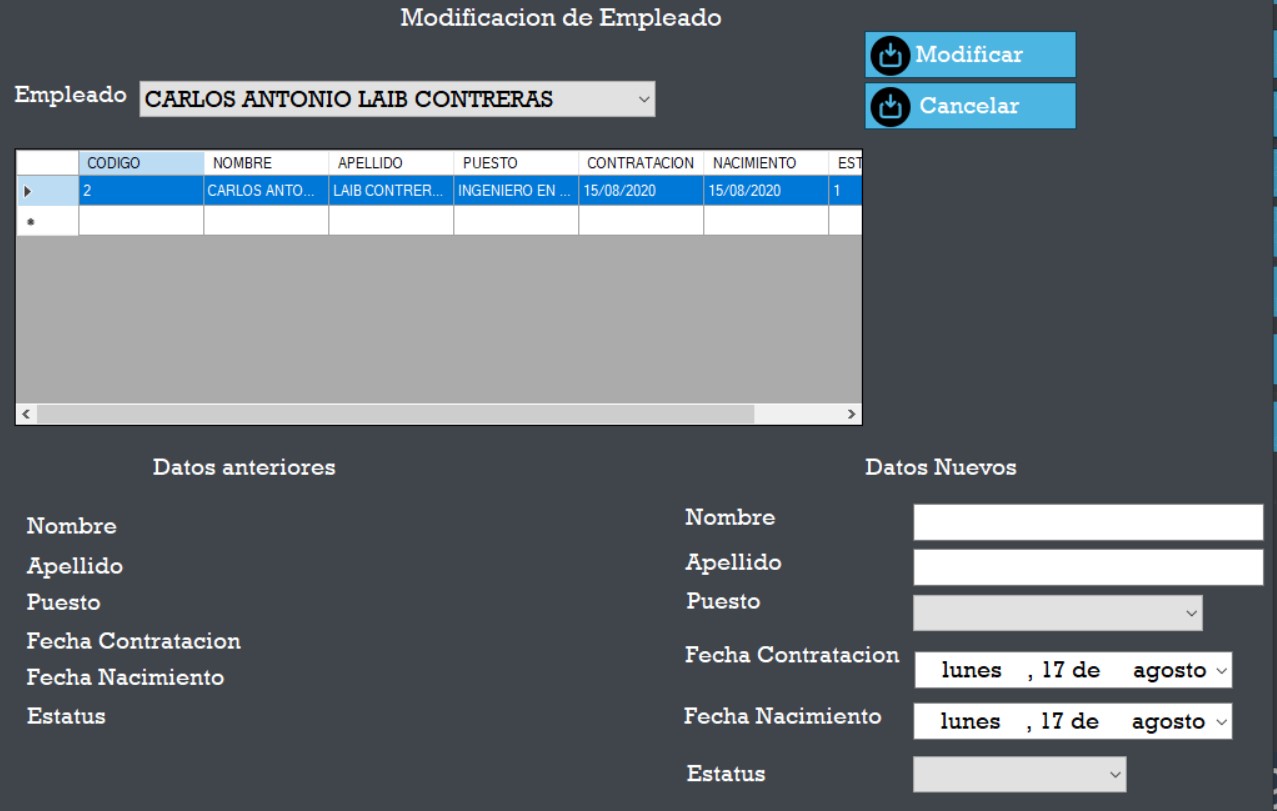 Modificacion de Empleado
Modificar
Empleado CARLOS ANTONIO LAIB CONTRERAS
Cancelar
CODIGO NOMBRE APELLIDO PUESTO CONTRATACION NACIMIENTO EST
2 CARLOS ANTO... LAIB CONTRER... INGENIERO EN ... 15/08/2020 15/08/2020 1
Datos anteriores
Datos Nuevos
Nombre
Apellido
Puesto
Fecha Contratacion
Fecha Nacimiento
Estatus
Nombre
Apellido
Puesto
Fecha Contratacion lunes , 17 de agosto
Fecha Nacimiento lunes , 17 de agosto
Estatus